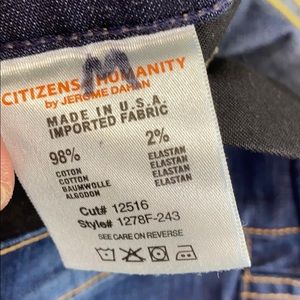 CITIZENS HUMANITY
by JEROME DAHAN
MADE IN U.S.A.
IMPORTED FABRIC
98% 2%
COTON ELASTAN
COTTON ELASTAN
BAUMWOLLE ELASTAN
ALGODON ELASTAN
Cut# 12516
Style# 1278F-243
SEE CARE ON REVERSE